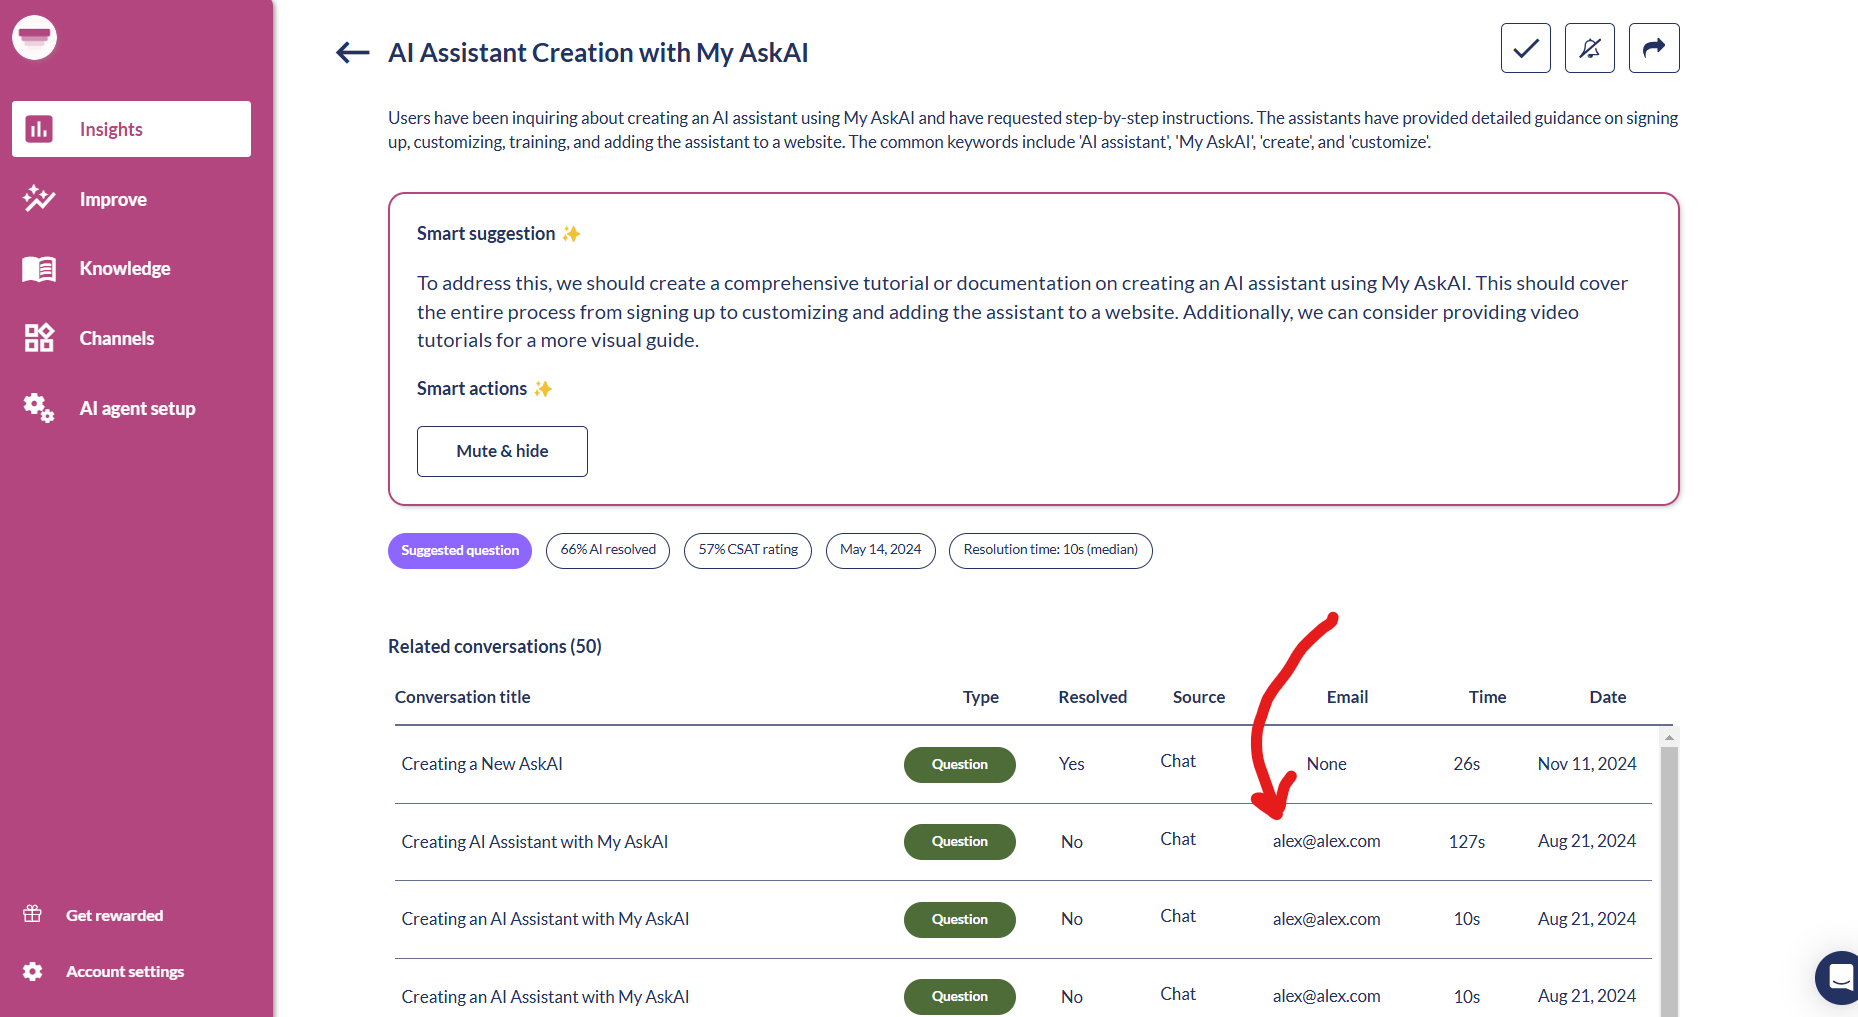 AI Assistant Creation with My AskAI
Users have been inquiring about creating an AI assistant using My AskAI and have requested step-by-step instructions. The assistants have provided detailed guidance on signing
up, customizing, training, and adding the assistant to a website. The common keywords include 'AI assistant', 'My AskAI', 'create', and 'customize'.
Insights
Improve
Knowledge
Channels
AI agent setup
Get rewarded
Account settings
Smart suggestion ✨
To address this, we should create a comprehensive tutorial or documentation on creating an AI assistant using My AskAI. This should cover
the entire process from signing up to customizing and adding the assistant to a website. Additionally, we can consider providing video
tutorials for a more visual guide.
Smart actions ✨
Mute & hide
Suggested question 66% AI resolved 57% CSAT rating May 14, 2024 Resolution time: 10s (median)
Related conversations (50)
Conversation title Type Resolved Source Email Time Date
Creating a New AskAI Question Yes Chat None 26s Nov 11, 2024
Creating AI Assistant with My AskAI Question No Chat alex@alex.com 127s Aug 21, 2024
Creating an AI Assistant with My AskAI Question No Chat alex@alex.com 10s Aug 21, 2024
Creating an AI Assistant with My AskAI Question No Chat alex@alex.com 10s Aug 21, 2024